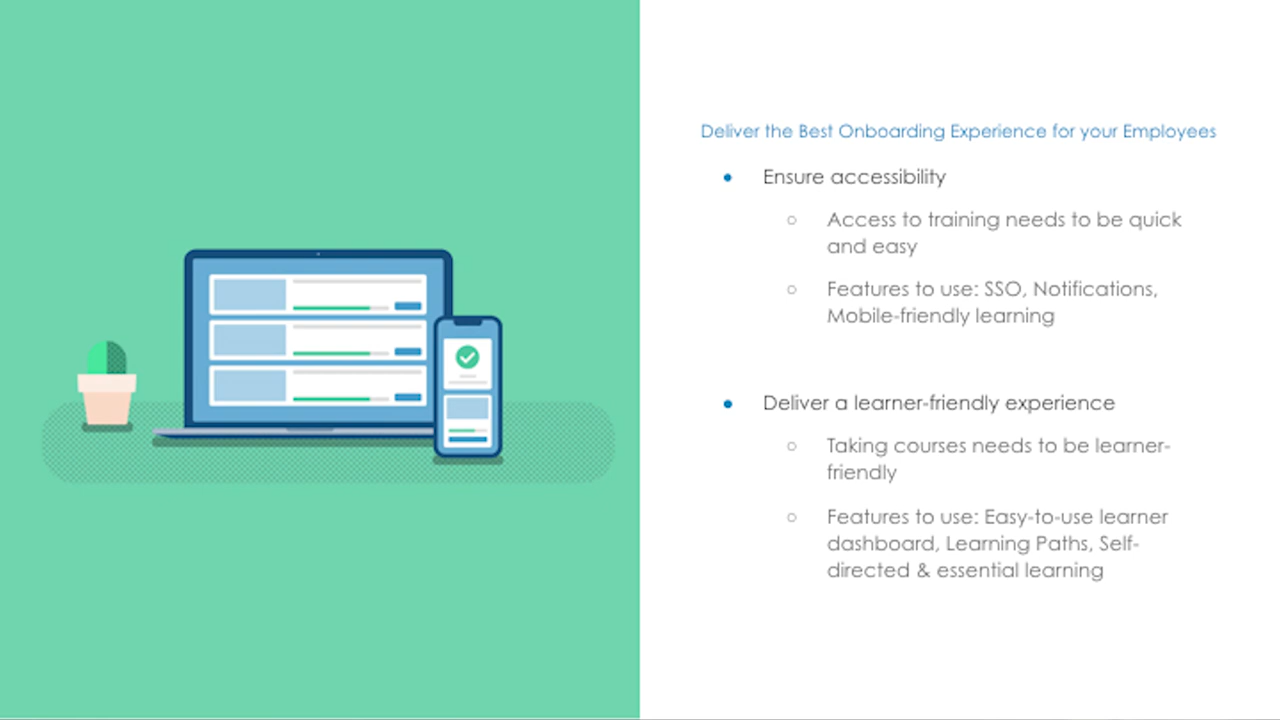 Deliver the Best Onboarding Experience for your Employees
● Ensure accessibility
○ Access to training needs to be quick
and easy
○ Features to use: SSO, Notifications,
Mobile-friendly learning
● Deliver a learner-friendly experience
○ Taking courses needs to be learner-
friendly
○ Features to use: Easy-to-use learner
dashboard, Learning Paths, Self-
directed & essential learning